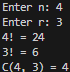 Enter n: 4
Enter r: 3
4! = 24
3! = 6
C(4, 3) = 4